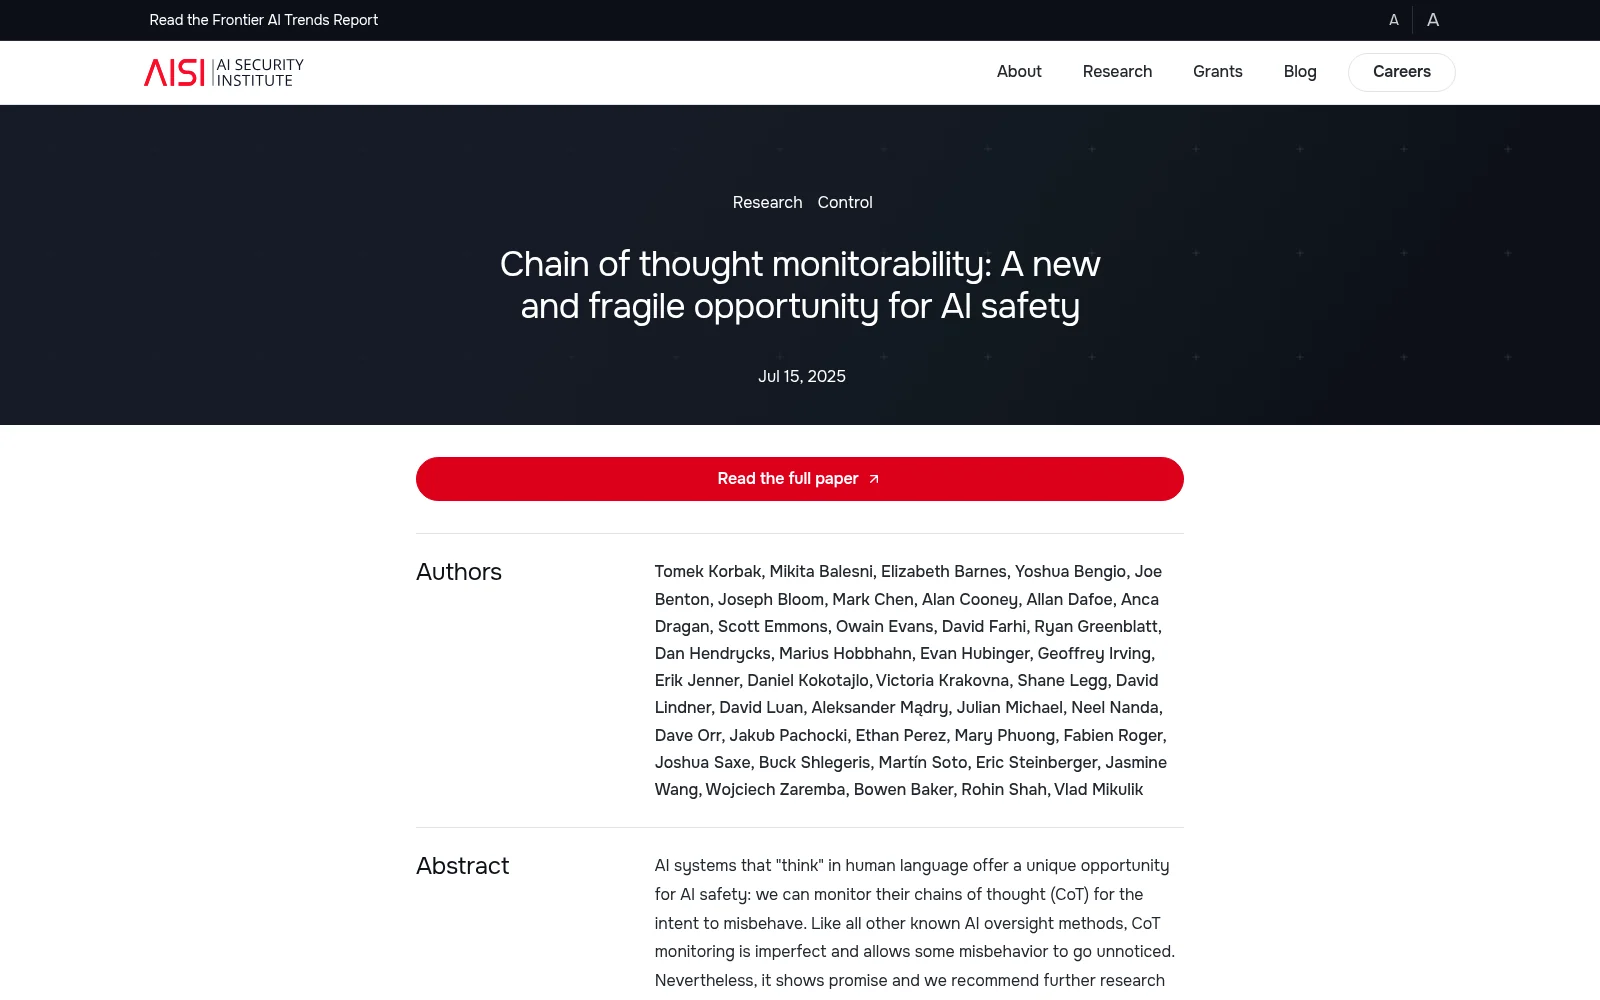 Read the Frontier AI Trends Report
A A
AISI AI SECURITY
INSTITUTE
About Research Grants Blog Careers
Research Control
Chain of thought monitorability: A new
and fragile opportunity for AI safety
Jul 15, 2025
Read the full paper
Authors
Tomek Korbak, Mikita Balesni, Elizabeth Barnes, Yoshua Bengio, Joe
Benton, Joseph Bloom, Mark Chen, Alan Cooney, Allan Dafoe, Anca
Dragan, Scott Emmons, Owain Evans, David Farhi, Ryan Greenblatt,
Dan Hendrycks, Marius Hobbhahn, Evan Hubinger, Geoffrey Irving,
Erik Jenner, Daniel Kokotajlo, Victoria Krakovna, Shane Legg, David
Lindner, David Luan, Aleksander Mądry, Julian Michael, Neel Nanda,
Dave Orr, Jakub Pachocki, Ethan Perez, Mary Phuong, Fabien Roger,
Joshua Saxe, Buck Shlegeris, Martín Soto, Eric Steinberger, Jasmine
Wang, Wojciech Zaremba, Bowen Baker, Rohin Shah, Vlad Mikulik
Abstract
AI systems that "think" in human language offer a unique opportunity
for AI safety: we can monitor their chains of thought (CoT) for the
intent to misbehave. Like all other known AI oversight methods, CoT
monitoring is imperfect and allows some misbehavior to go unnoticed.
Nevertheless, it shows promise and we recommend further research